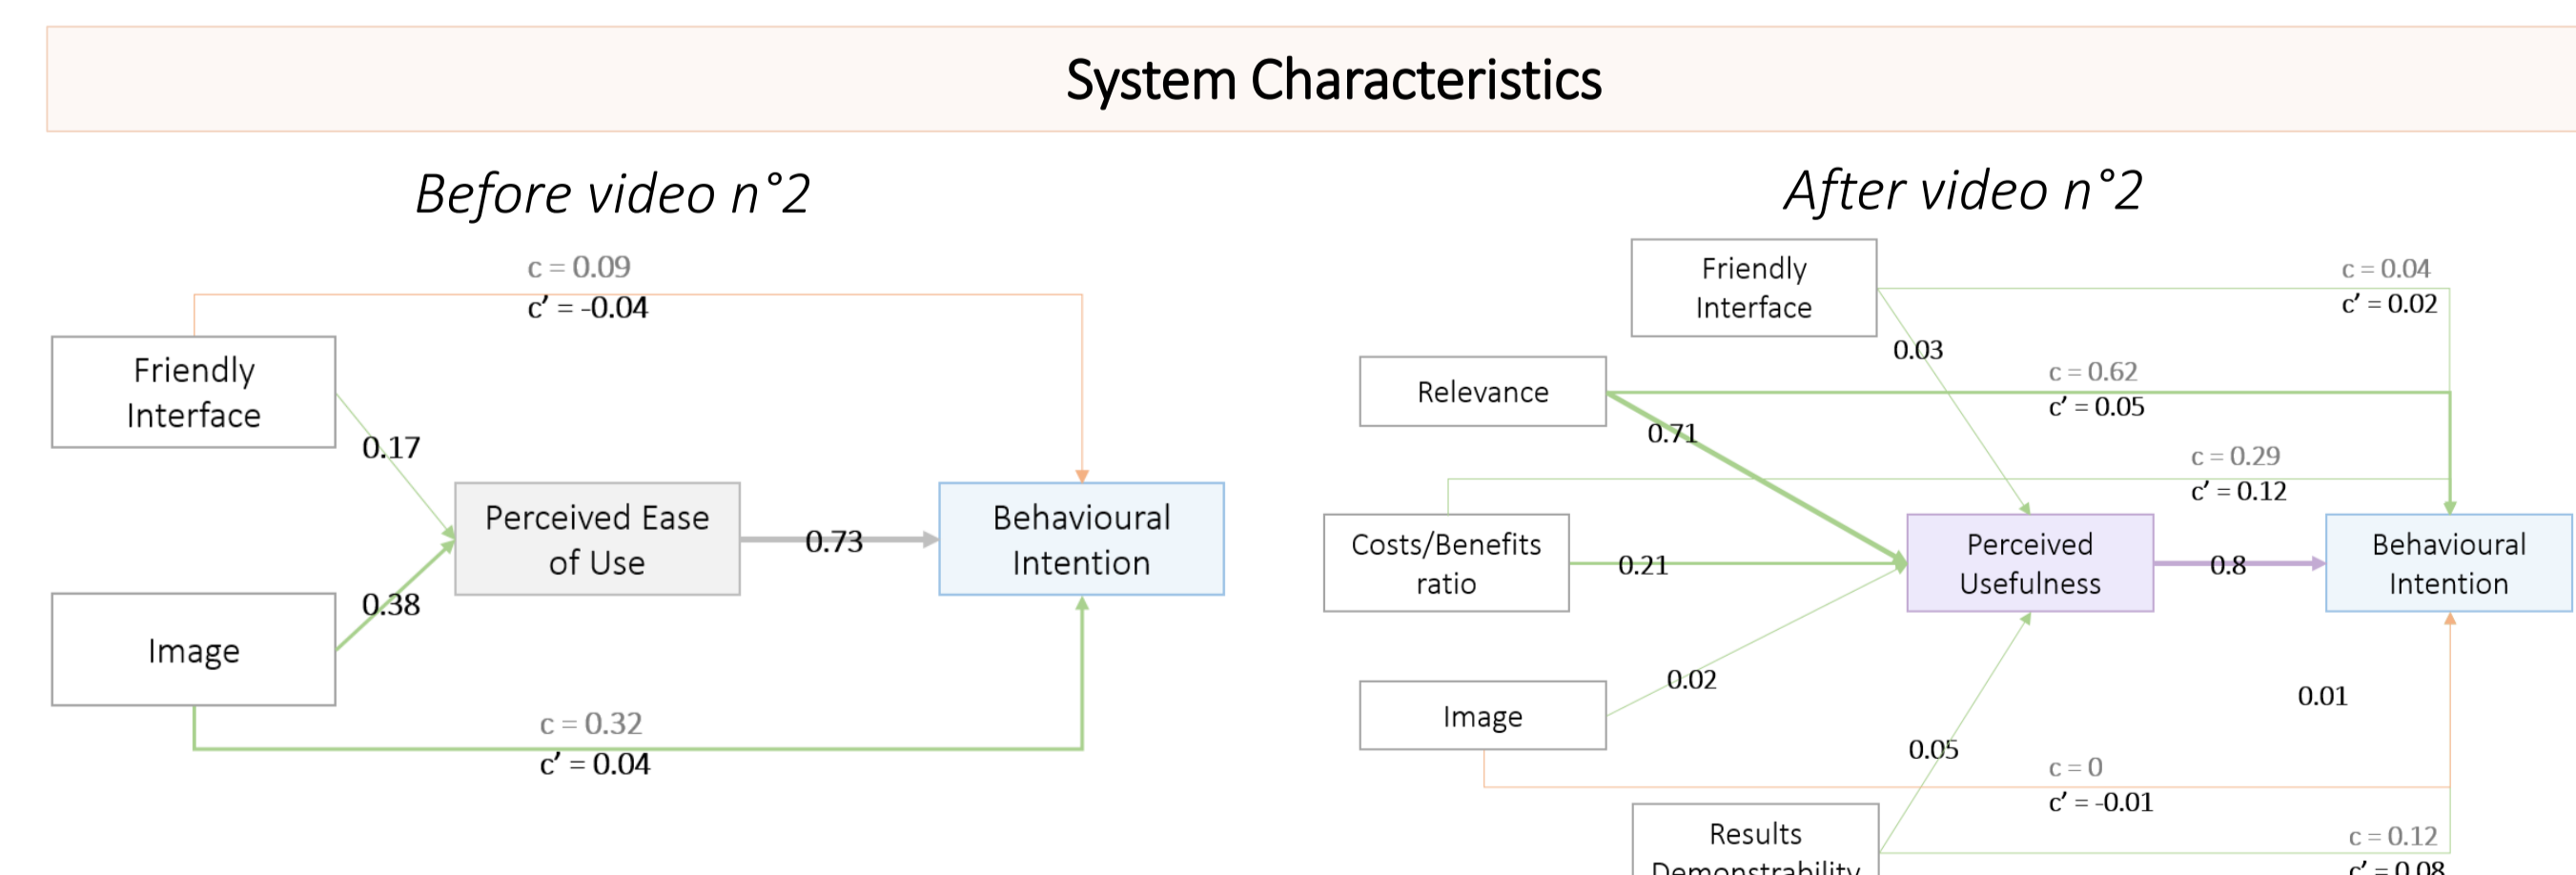 System Characteristics
Before video n°2
c = 0.09
c’ = -0.04
Friendly
Interface
0.17
Perceived Ease
of Use
0.73
Behavioural
Intention
0.38
Image
c = 0.32
c’ = 0.04
After video n°2
Friendly
Interface
c = 0.04
c’ = 0.02
0.03
Relevance
c = 0.62
c’ = 0.05
0.71
c = 0.29
c’ = 0.12
Costs/Benefits
ratio
0.21
Perceived
Usefulness
0.8
Behavioural
Intention
0.02
0.01
Image
0.05
c = 0
c’ = -0.01
Results
Demonstrability
c = 0.12
c’ = 0.08